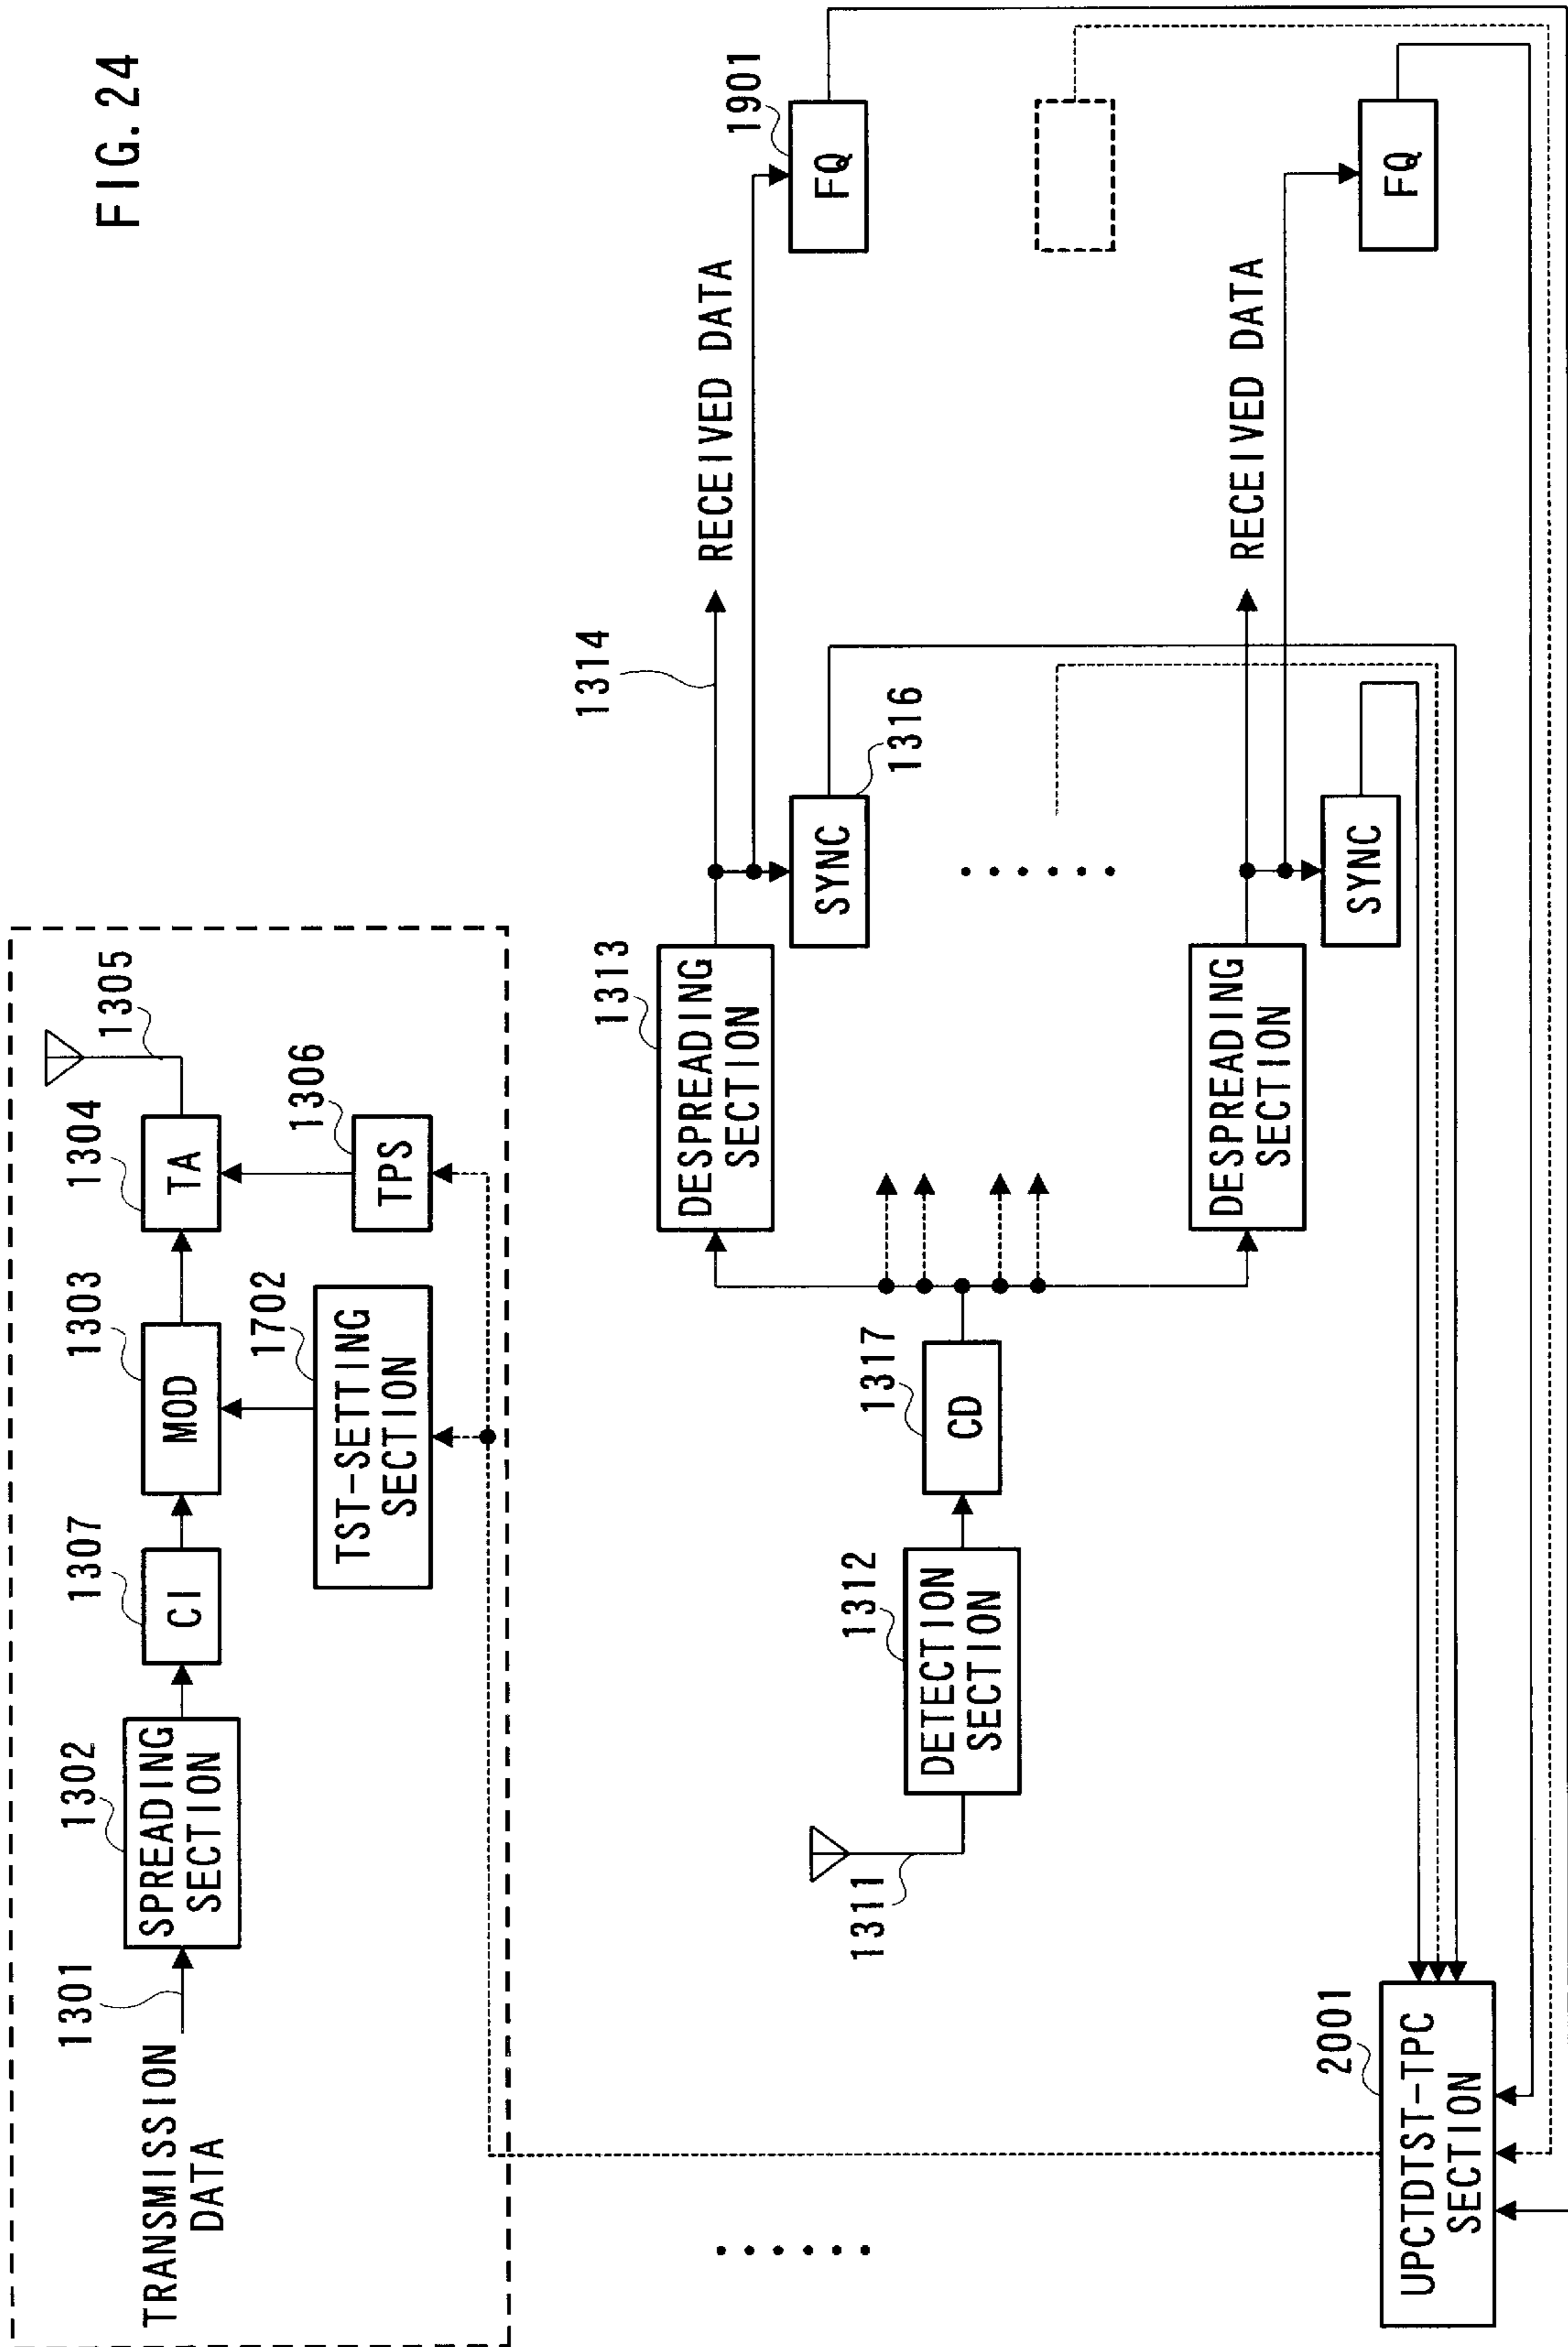 FIG. 24
TRANSMISSION
DATA
1301
1302
SPREADING
SECTION
1307
CI
1303
MOD
1304
TA
1305
1702
TST-SETTING
SECTION
1306
TPS
1311
1312
DETECTION
SECTION
1317
CD
1313
DESPREADING
SECTION
1314
RECEIVED DATA
SYNC
1316
1901
FQ
DESPREADING
SECTION
RECEIVED DATA
SYNC
FQ
2001
UPCTDTST-TPC
SECTION